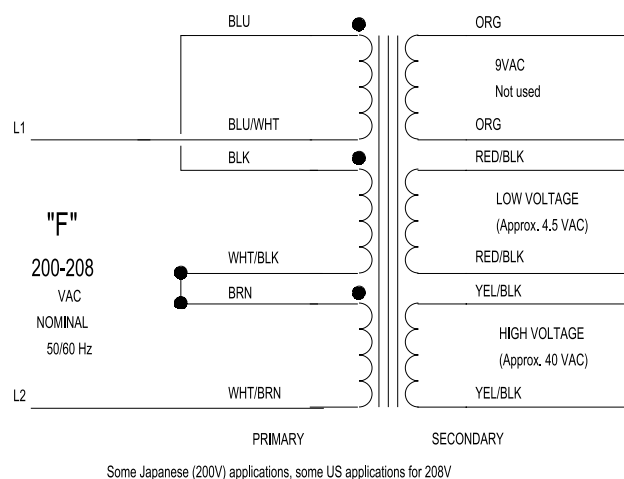 BLU
ORG
9VAC
Not used
L1
BLU/WHT
ORG
BLK
RED/BLK
"F"
200-208
VAC
NOMINAL
50/60 Hz
LOW VOLTAGE
(Approx. 4.5 VAC)
WHT/BLK
RED/BLK
BRN
YEL/BLK
HIGH VOLTAGE
(Approx. 40 VAC)
L2
WHT/BRN
YEL/BLK
PRIMARY
SECONDARY
Some Japanese (200V) applications, some US applications for 208V